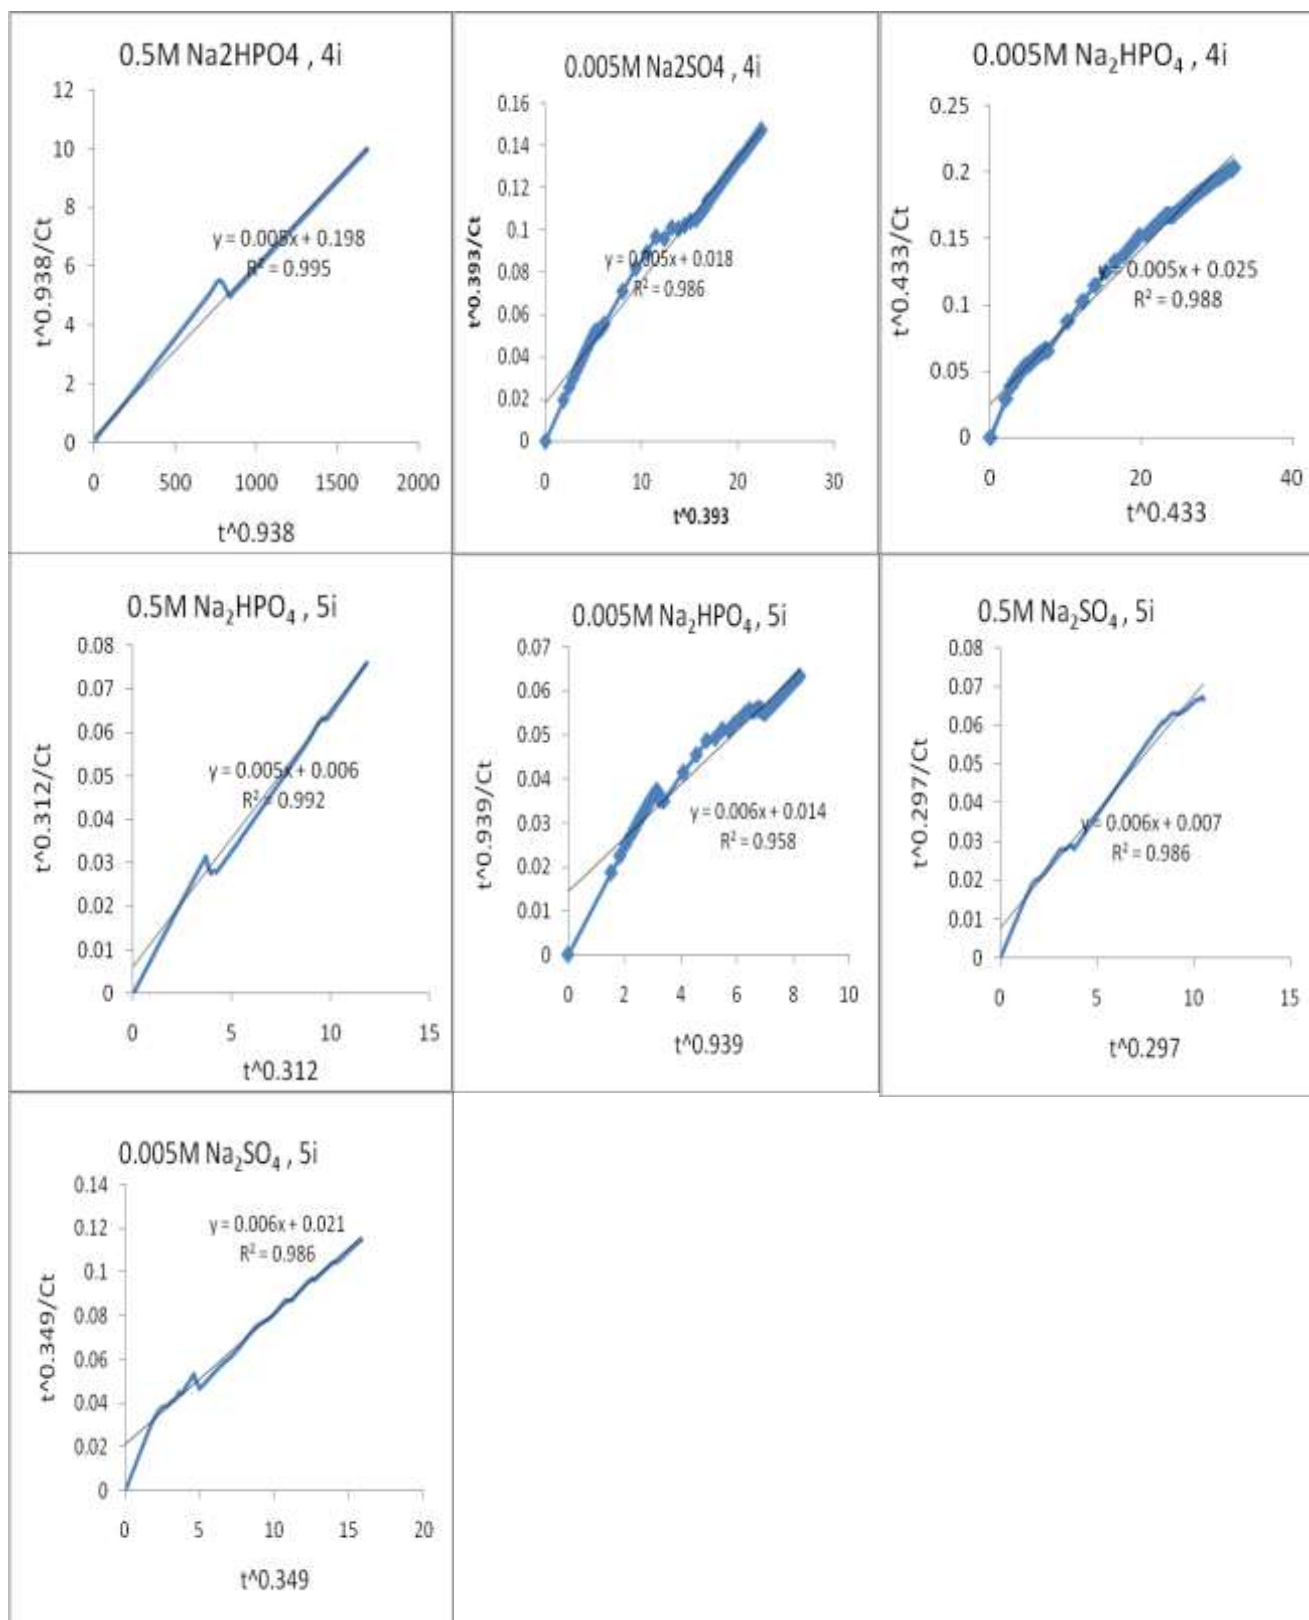 0.5M Na2HPO4 , 4i
t^0.938/Ct
12
10
8
6
4
2
0
y = 0.005x + 0.198
R² = 0.995
0 500 1000 1500 2000
t^0.938
0.005M Na2SO4 , 4i
t^0.393/Ct
0.16
0.14
0.12
0.1
0.08
0.06
0.04
0.02
0
y = 0.005x + 0.018
R² = 0.986
0 10 20 30
t^0.393
0.005M Na₂HPO₄ , 4i
t^0.433/Ct
0.25
0.2
0.15
0.1
0.05
0
y = 0.005x + 0.025
R² = 0.988
0 20 40
t^0.433
0.5M Na₂HPO₄ , 5i
t^0.312/Ct
0.08
0.07
0.06
0.05
0.04
0.03
0.02
0.01
0
y = 0.005x + 0.006
R² = 0.992
0 5 10 15
t^0.312
0.005M Na₂HPO₄, 5i
t^0.939/Ct
0.07
0.06
0.05
0.04
0.03
0.02
0.01
0
y = 0.006x + 0.014
R² = 0.958
0 2 4 6 8 10
t^0.939
0.5M Na₂SO₄ , 5i
t^0.297/Ct
0.08
0.07
0.06
0.05
0.04
0.03
0.02
0.01
0
y = 0.006x + 0.007
R² = 0.986
0 5 10 15
t^0.297
0.005M Na₂SO₄ , 5i
t^0.349/Ct
0.14
0.12
0.1
0.08
0.06
0.04
0.02
0
y = 0.006x + 0.021
R² = 0.986
0 5 10 15 20
t^0.349